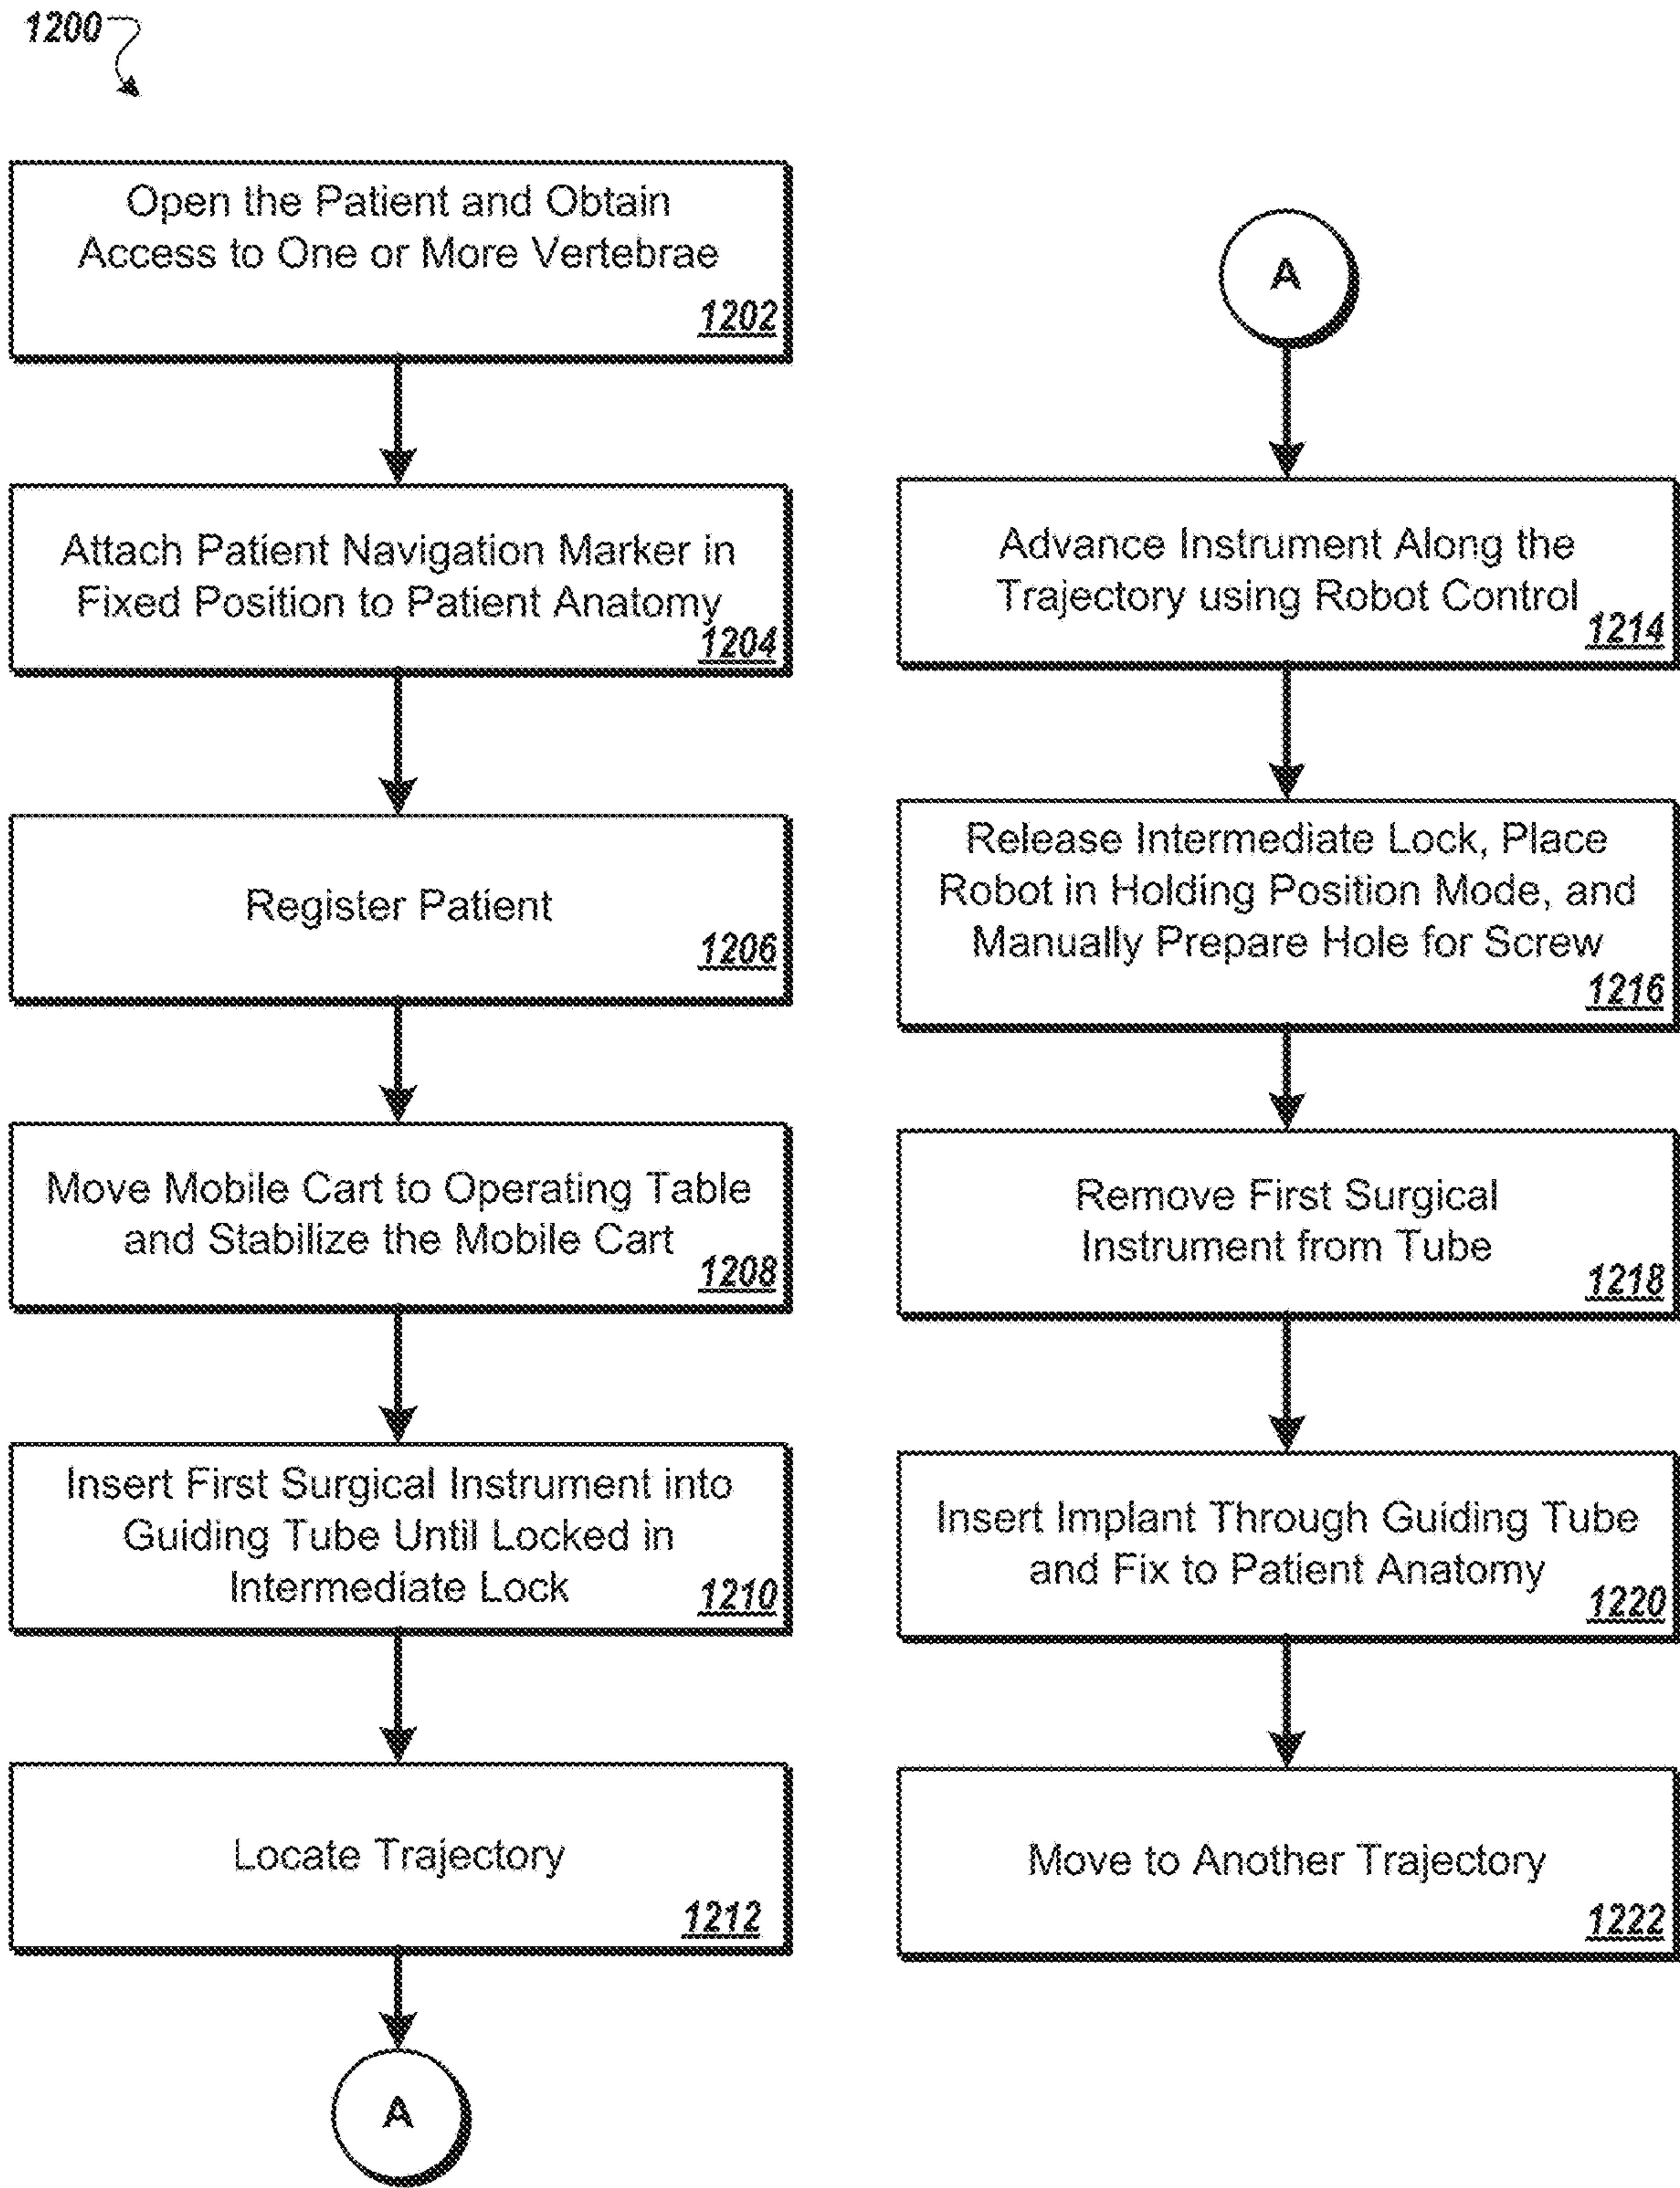 1200
Open the Patient and Obtain
Access to One or More Vertebrae
1202
Attach Patient Navigation Marker in
Fixed Position to Patient Anatomy
1204
Register Patient
1206
Move Mobile Cart to Operating Table
and Stabilize the Mobile Cart
1208
Insert First Surgical Instrument into
Guiding Tube Until Locked in
Intermediate Lock
1210
Locate Trajectory
1212
A
A
Advance Instrument Along the
Trajectory using Robot Control
1214
Release Intermediate Lock, Place
Robot in Holding Position Mode, and
Manually Prepare Hole for Screw
1216
Remove First Surgical
Instrument from Tube
1218
Insert Implant Through Guiding Tube
and Fix to Patient Anatomy
1220
Move to Another Trajectory
1222